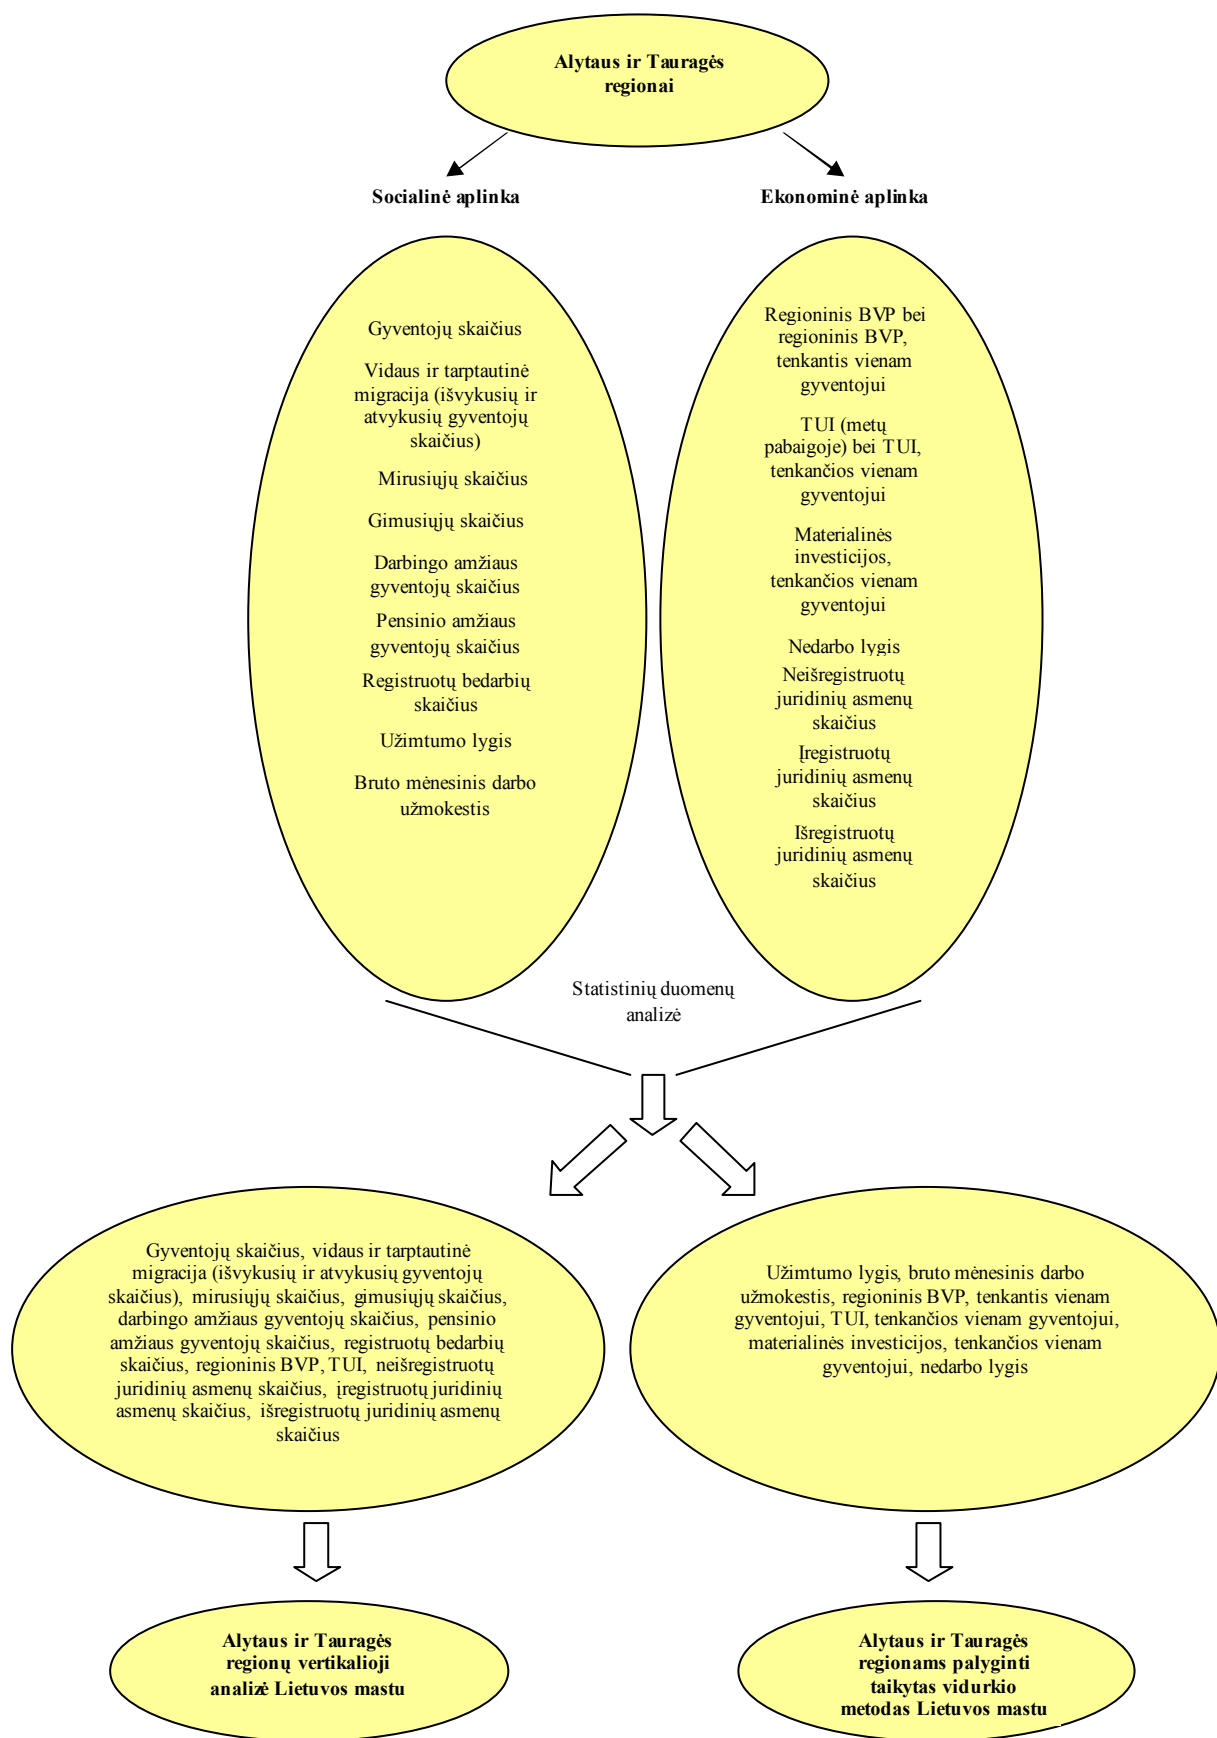 Alytaus ir Tauragės
regionai
Socialinė aplinka
Ekonominė aplinka
Gyventojų skaičius
Vidaus ir tarptautinė
migracija (išvykusių ir
atvykusių gyventojų
skaičius)
Mirusiųjų skaičius
Gimusiųjų skaičius
Darbingo amžiaus
gyventojų skaičius
Pensinio amžiaus
gyventojų skaičius
Registruotų bedarbių
skaičius
Užimtumo lygis
Bruto mėnesinis darbo
užmokestis
Regioninis BVP bei
regioninis BVP,
tenkantis vienam
gyventojui
TUI (metų
pabaigoje) bei TUI,
tenkančios vienam
gyventojui
Materialinės
investicijos,
tenkančios vienam
gyventojui
Nedarbo lygis
Neišregistruotų
juridinių asmenų
skaičius
Įregistruotų
juridinių asmenų
skaičius
Išregistruotų
juridinių asmenų
skaičius
Statistinių duomenų
analizė
Gyventojų skaičius, vidaus ir tarptautinė
migracija (išvykusių ir atvykusių gyventojų
skaičius), mirusiųjų skaičius, gimusiųjų skaičius,
darbingo amžiaus gyventojų skaičius, pensinio
amžiaus gyventojų skaičius, registruotų bedarbių
skaičius, regioninis BVP, TUI, neišregistruotų
juridinių asmenų skaičius, įregistruotų juridinių
asmenų skaičius, išregistruotų juridinių asmenų
skaičius
Užimtumo lygis, bruto mėnesinis darbo
užmokestis, regioninis BVP, tenkantis vienam
gyventojui, TUI, tenkančios vienam gyventojui,
materialinės investicijos, tenkančios vienam
gyventojui, nedarbo lygis
Alytaus ir Tauragės
regionų vertikalioji
analizė Lietuvos mastu
Alytaus ir Tauragės
regionams palyginti
taikytas vidurkio
metodas Lietuvos mastu